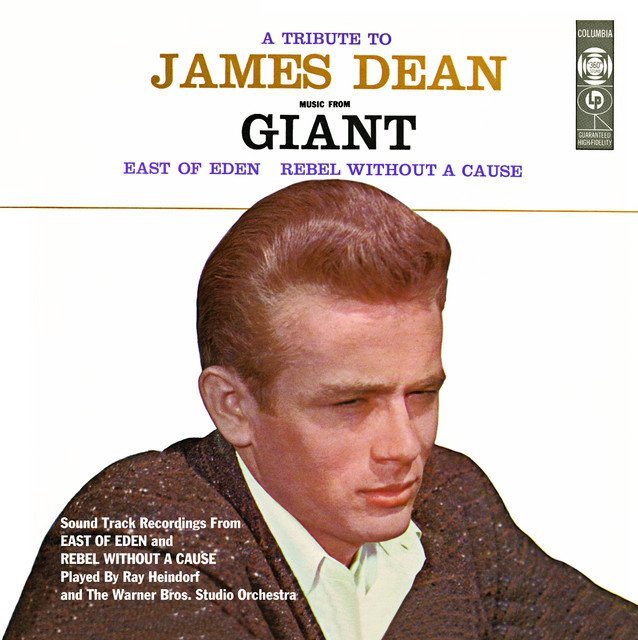 A TRIBUTE TO
JAMES DEAN
MUSIC FROM
GIANT
EAST OF EDEN REBEL WITHOUT A CAUSE
COLUMBIA
360°
LP
GUARANTEED
HIGH-FIDELITY
Sound Track Recordings From
EAST OF EDEN and
REBEL WITHOUT A CAUSE
Played By Ray Heindorf
and The Warner Bros. Studio Orchestra